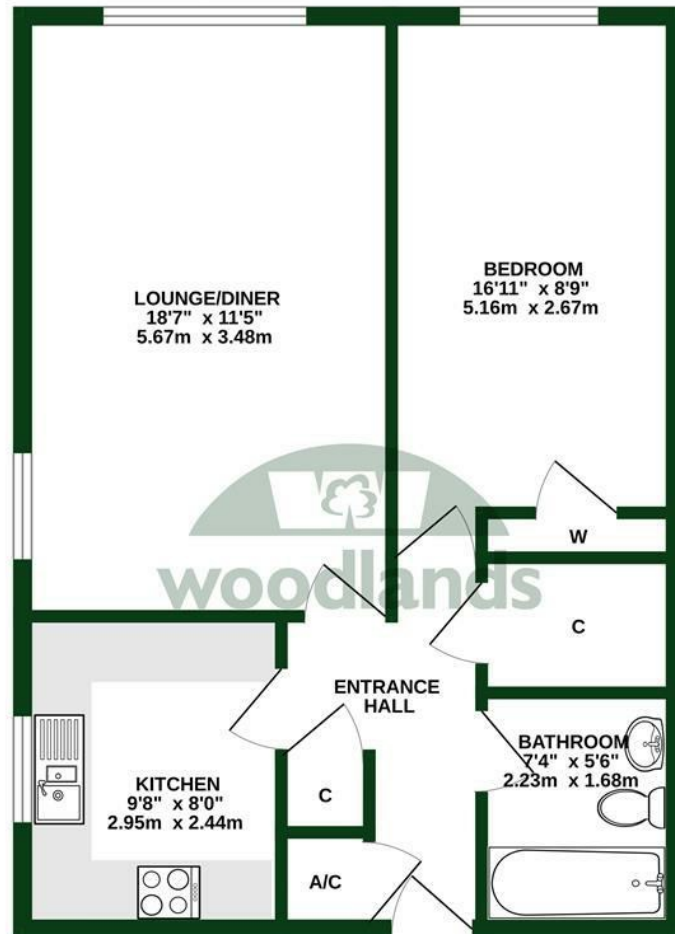 LOUNGE/DINER
18'7" x 11'5"
5.67m x 3.48m
BEDROOM
16'11" x 8'9"
5.16m x 2.67m
W
woodlands
C
ENTRANCE
HALL
BATHROOM
7'4" x 5'6"
2.23m x 1.68m
KITCHEN
9'8" x 8'0"
2.95m x 2.44m
C
A/C